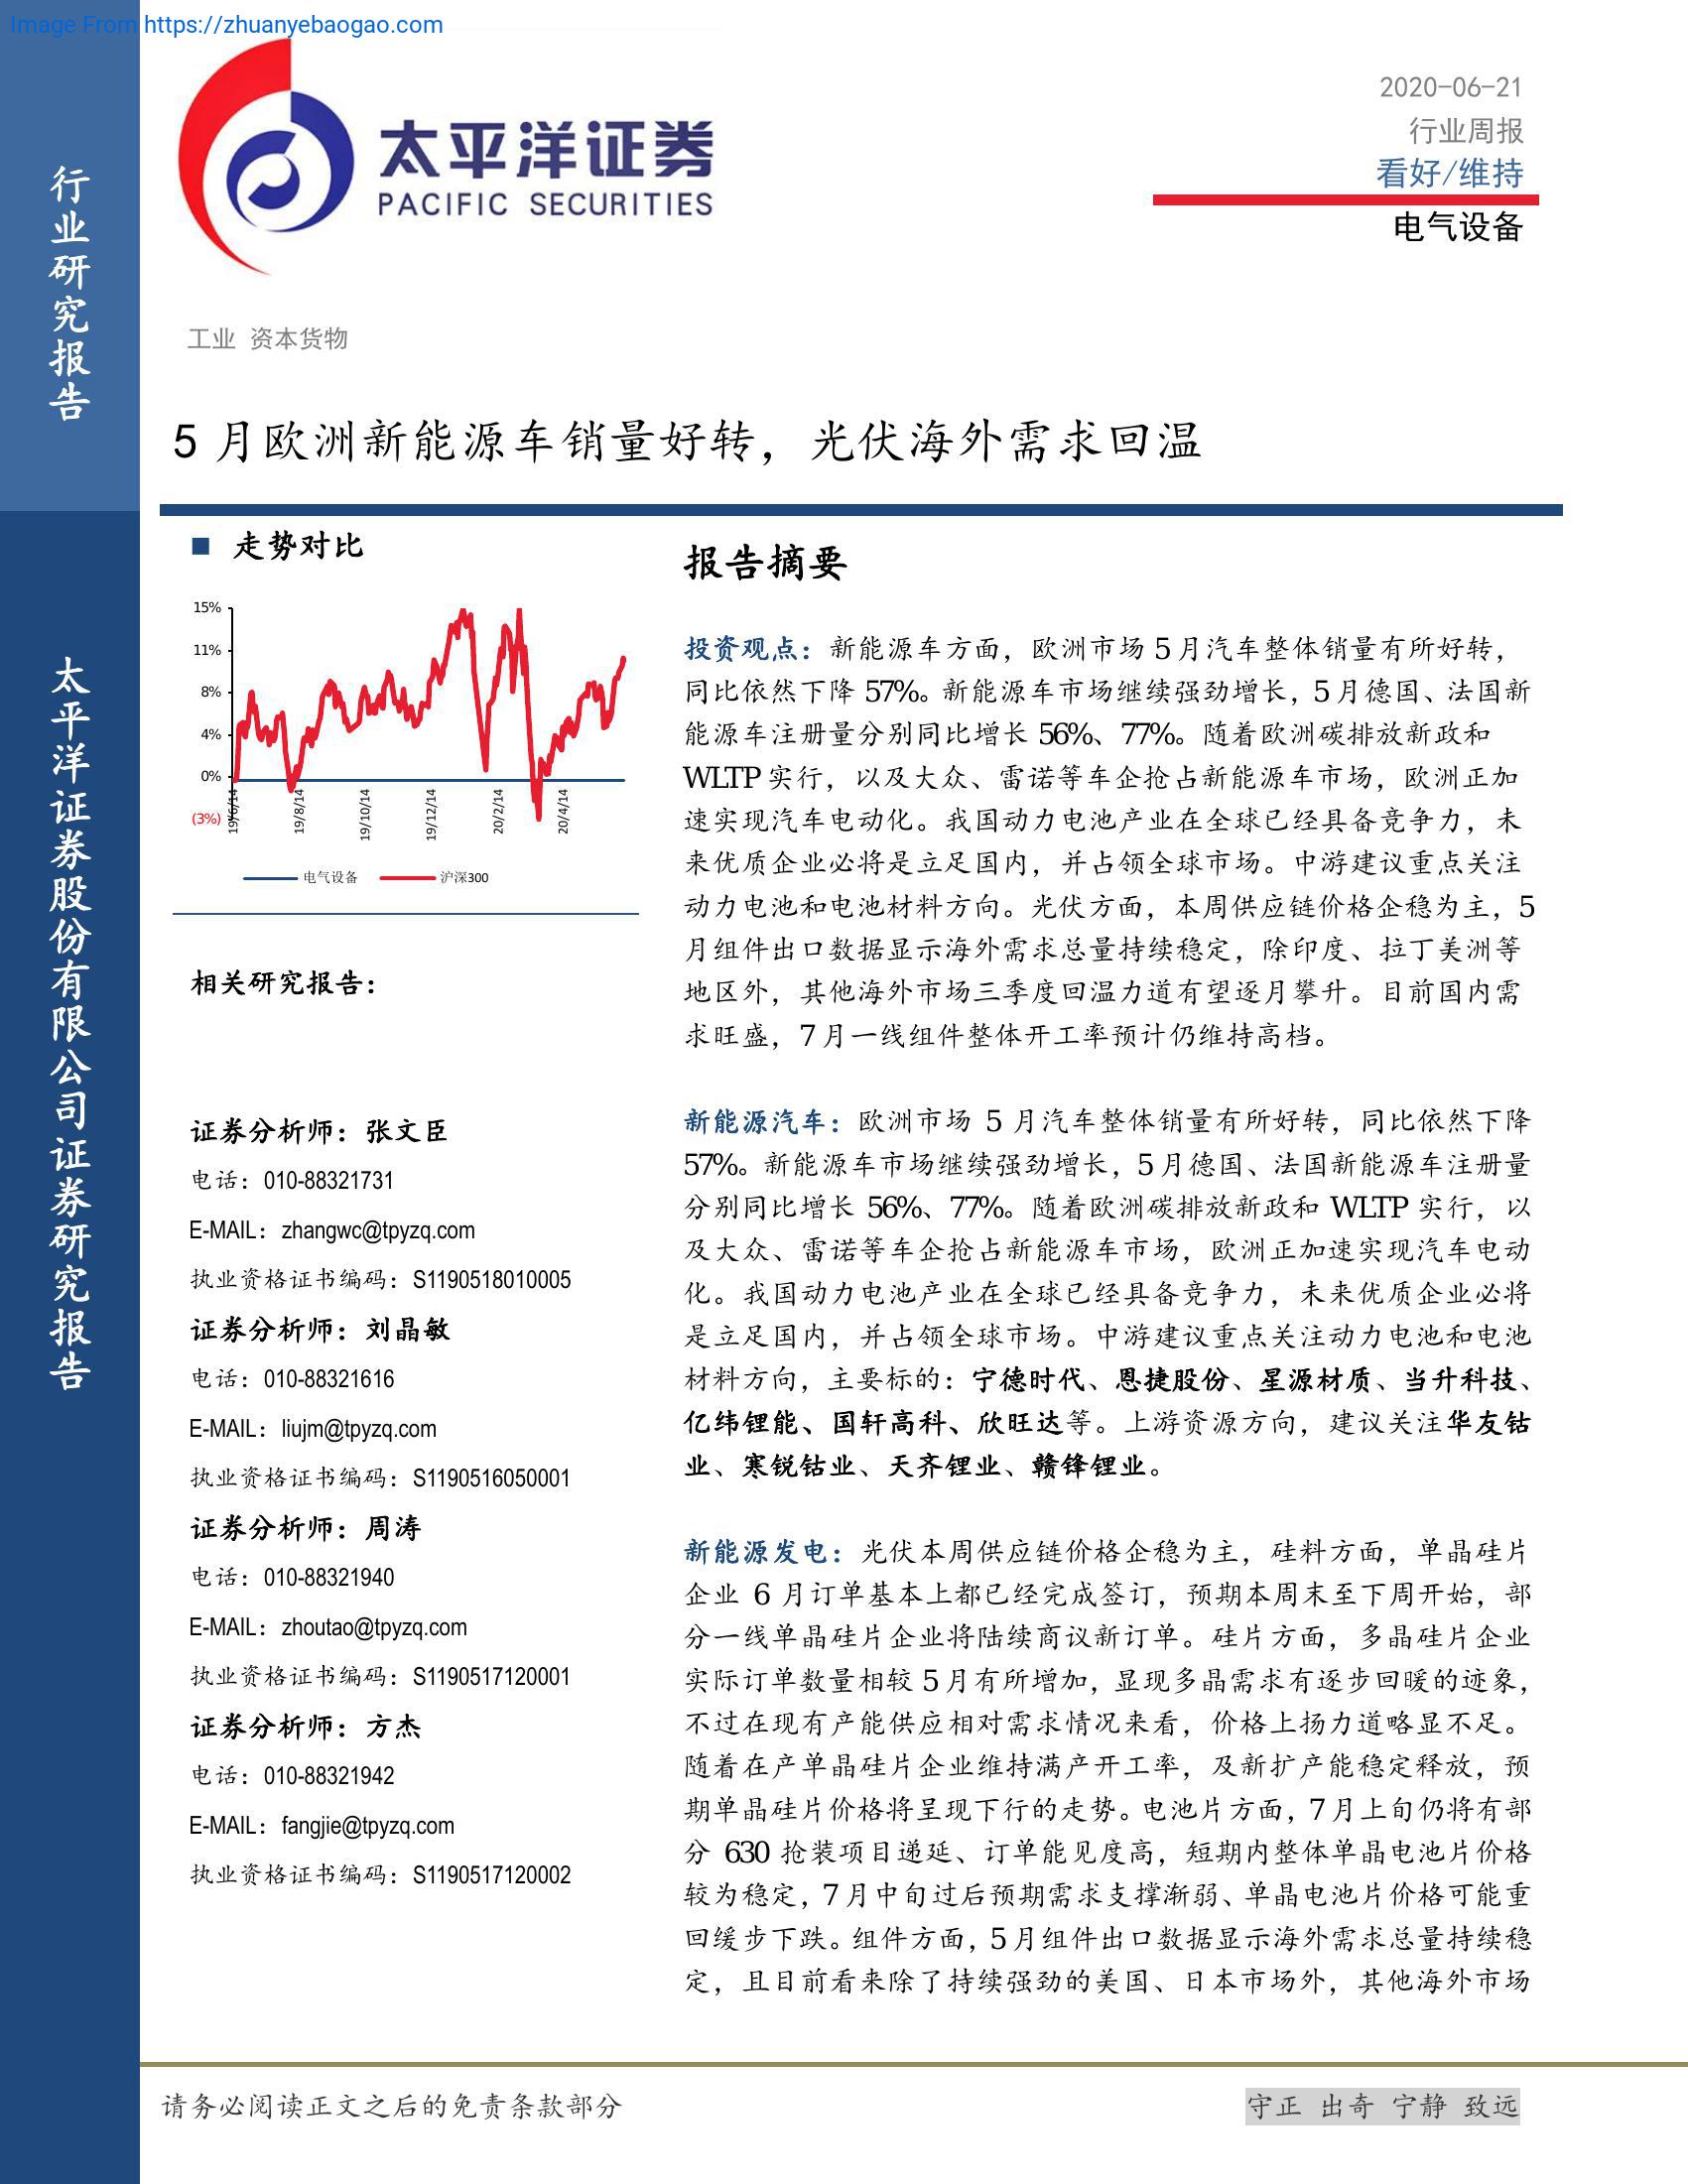 Image From https://zhuanyebaogao.com
行业研究报告
太平洋证券股份有限公司证券研究报告
太平洋证券
PACIFIC SECURITIES
2020-06-21
行业周报
看好/维持
电气设备
工业 资本货物
5 月欧洲新能源车销量好转，光伏海外需求回温
■ 走势对比
15%
11%
8%
4%
0%
(3%)
19/6/14
19/8/14
19/10/14
19/12/14
20/2/14
20/4/14
电气设备 沪深300
相关研究报告：
证券分析师：张文臣
电话：010-88321731
E-MAIL：zhangwc@tpyzq.com
执业资格证书编码：S1190518010005
证券分析师：刘晶敏
电话：010-88321616
E-MAIL：liujm@tpyzq.com
执业资格证书编码：S1190516050001
证券分析师：周涛
电话：010-88321940
E-MAIL：zhoutao@tpyzq.com
执业资格证书编码：S1190517120001
证券分析师：方杰
电话：010-88321942
E-MAIL：fangjie@tpyzq.com
执业资格证书编码：S1190517120002
报告摘要
投资观点：新能源车方面，欧洲市场 5 月汽车整体销量有所好转，
同比依然下降 57%。新能源车市场继续强劲增长，5 月德国、法国新
能源车注册量分别同比增长 56%、77%。随着欧洲碳排放新政和
WLTP 实行，以及大众、雷诺等车企抢占新能源车市场，欧洲正加
速实现汽车电动化。我国动力电池产业在全球已经具备竞争力，未
来优质企业必将是立足国内，并占领全球市场。中游建议重点关注
动力电池和电池材料方向。光伏方面，本周供应链价格企稳为主，5
月组件出口数据显示海外需求总量持续稳定，除印度、拉丁美洲等
地区外，其他海外市场三季度回温力道有望逐月攀升。目前国内需
求旺盛，7 月一线组件整体开工率预计仍维持高档。
新能源汽车：欧洲市场 5 月汽车整体销量有所好转，同比依然下降
57%。新能源车市场继续强劲增长，5 月德国、法国新能源车注册量
分别同比增长 56%、77%。随着欧洲碳排放新政和 WLTP 实行，以
及大众、雷诺等车企抢占新能源车市场，欧洲正加速实现汽车电动
化。我国动力电池产业在全球已经具备竞争力，未来优质企业必将
是立足国内，并占领全球市场。中游建议重点关注动力电池和电池
材料方向，主要标的：宁德时代、恩捷股份、星源材质、当升科技、
亿纬锂能、国轩高科、欣旺达等。上游资源方向，建议关注华友钴
业、寒锐钴业、天齐锂业、赣锋锂业。
新能源发电：光伏本周供应链价格企稳为主，硅料方面，单晶硅片
企业 6 月订单基本上都已经完成签订，预期本周末至下周开始，部
分一线单晶硅片企业将陆续商议新订单。硅片方面，多晶硅片企业
实际订单数量相较 5 月有所增加，显现多晶需求有逐步回暖的迹象，
不过在现有产能供应相对需求情况来看，价格上扬力道略显不足。
随着在产单晶硅片企业维持满产开工率，及新扩产能稳定释放，预
期单晶硅片价格将呈现下行的走势。电池片方面，7 月上旬仍将有部
分 630 抢装项目递延、订单能见度高，短期内整体单晶电池片价格
较为稳定，7 月中旬过后预期需求支撑渐弱、单晶电池片价格可能重
回缓步下跌。组件方面，5 月组件出口数据显示海外需求总量持续稳
定，且目前看来除了持续强劲的美国、日本市场外，其他海外市场
请务必阅读正文之后的免责条款部分
守正 出奇 宁静 致远